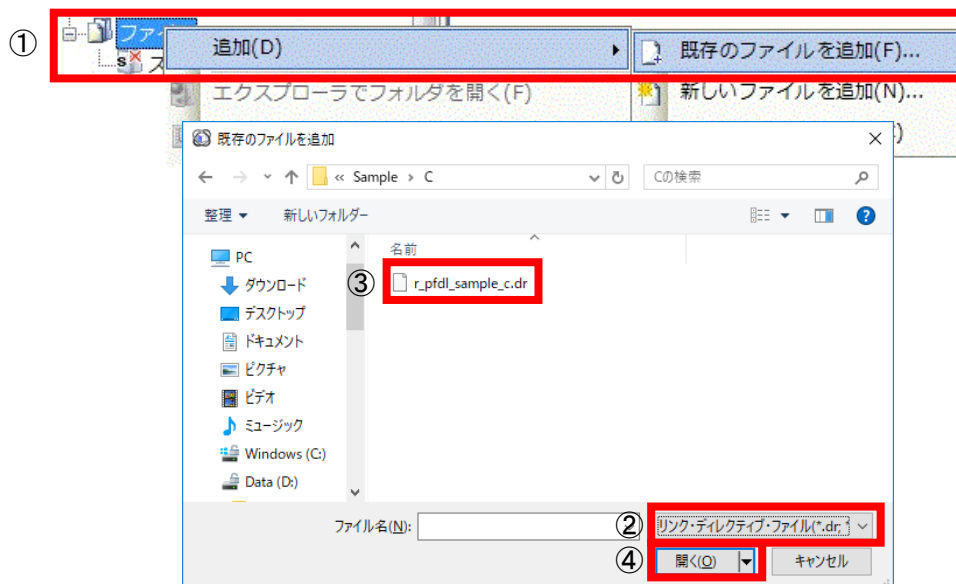 ①
ファイ
追加(D)
既存のファイルを追加(F)...
ス
エクスプローラでフォルダを開く(F)
新しいファイルを追加(N)...
既存のファイルを追加
« Sample › C
Cの検索
整理
新しいフォルダー
PC
名前
③
r_pfdl_sample_c.dr
ダウンロード
デスクトップ
ドキュメント
ピクチャ
ビデオ
ミュージック
Windows (C:)
Data (D:)
ファイル名(N):
②
リンク・ディレクティブ・ファイル(*.dr;
④
開く(O)
キャンセル